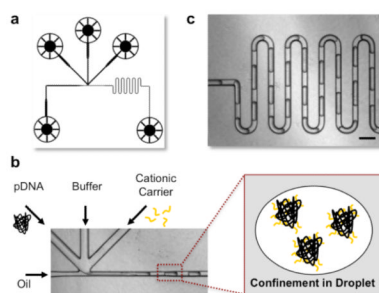 a
c
b
pDNA
Buffer
Cationic
Carrier
Oil
Confinement in Droplet